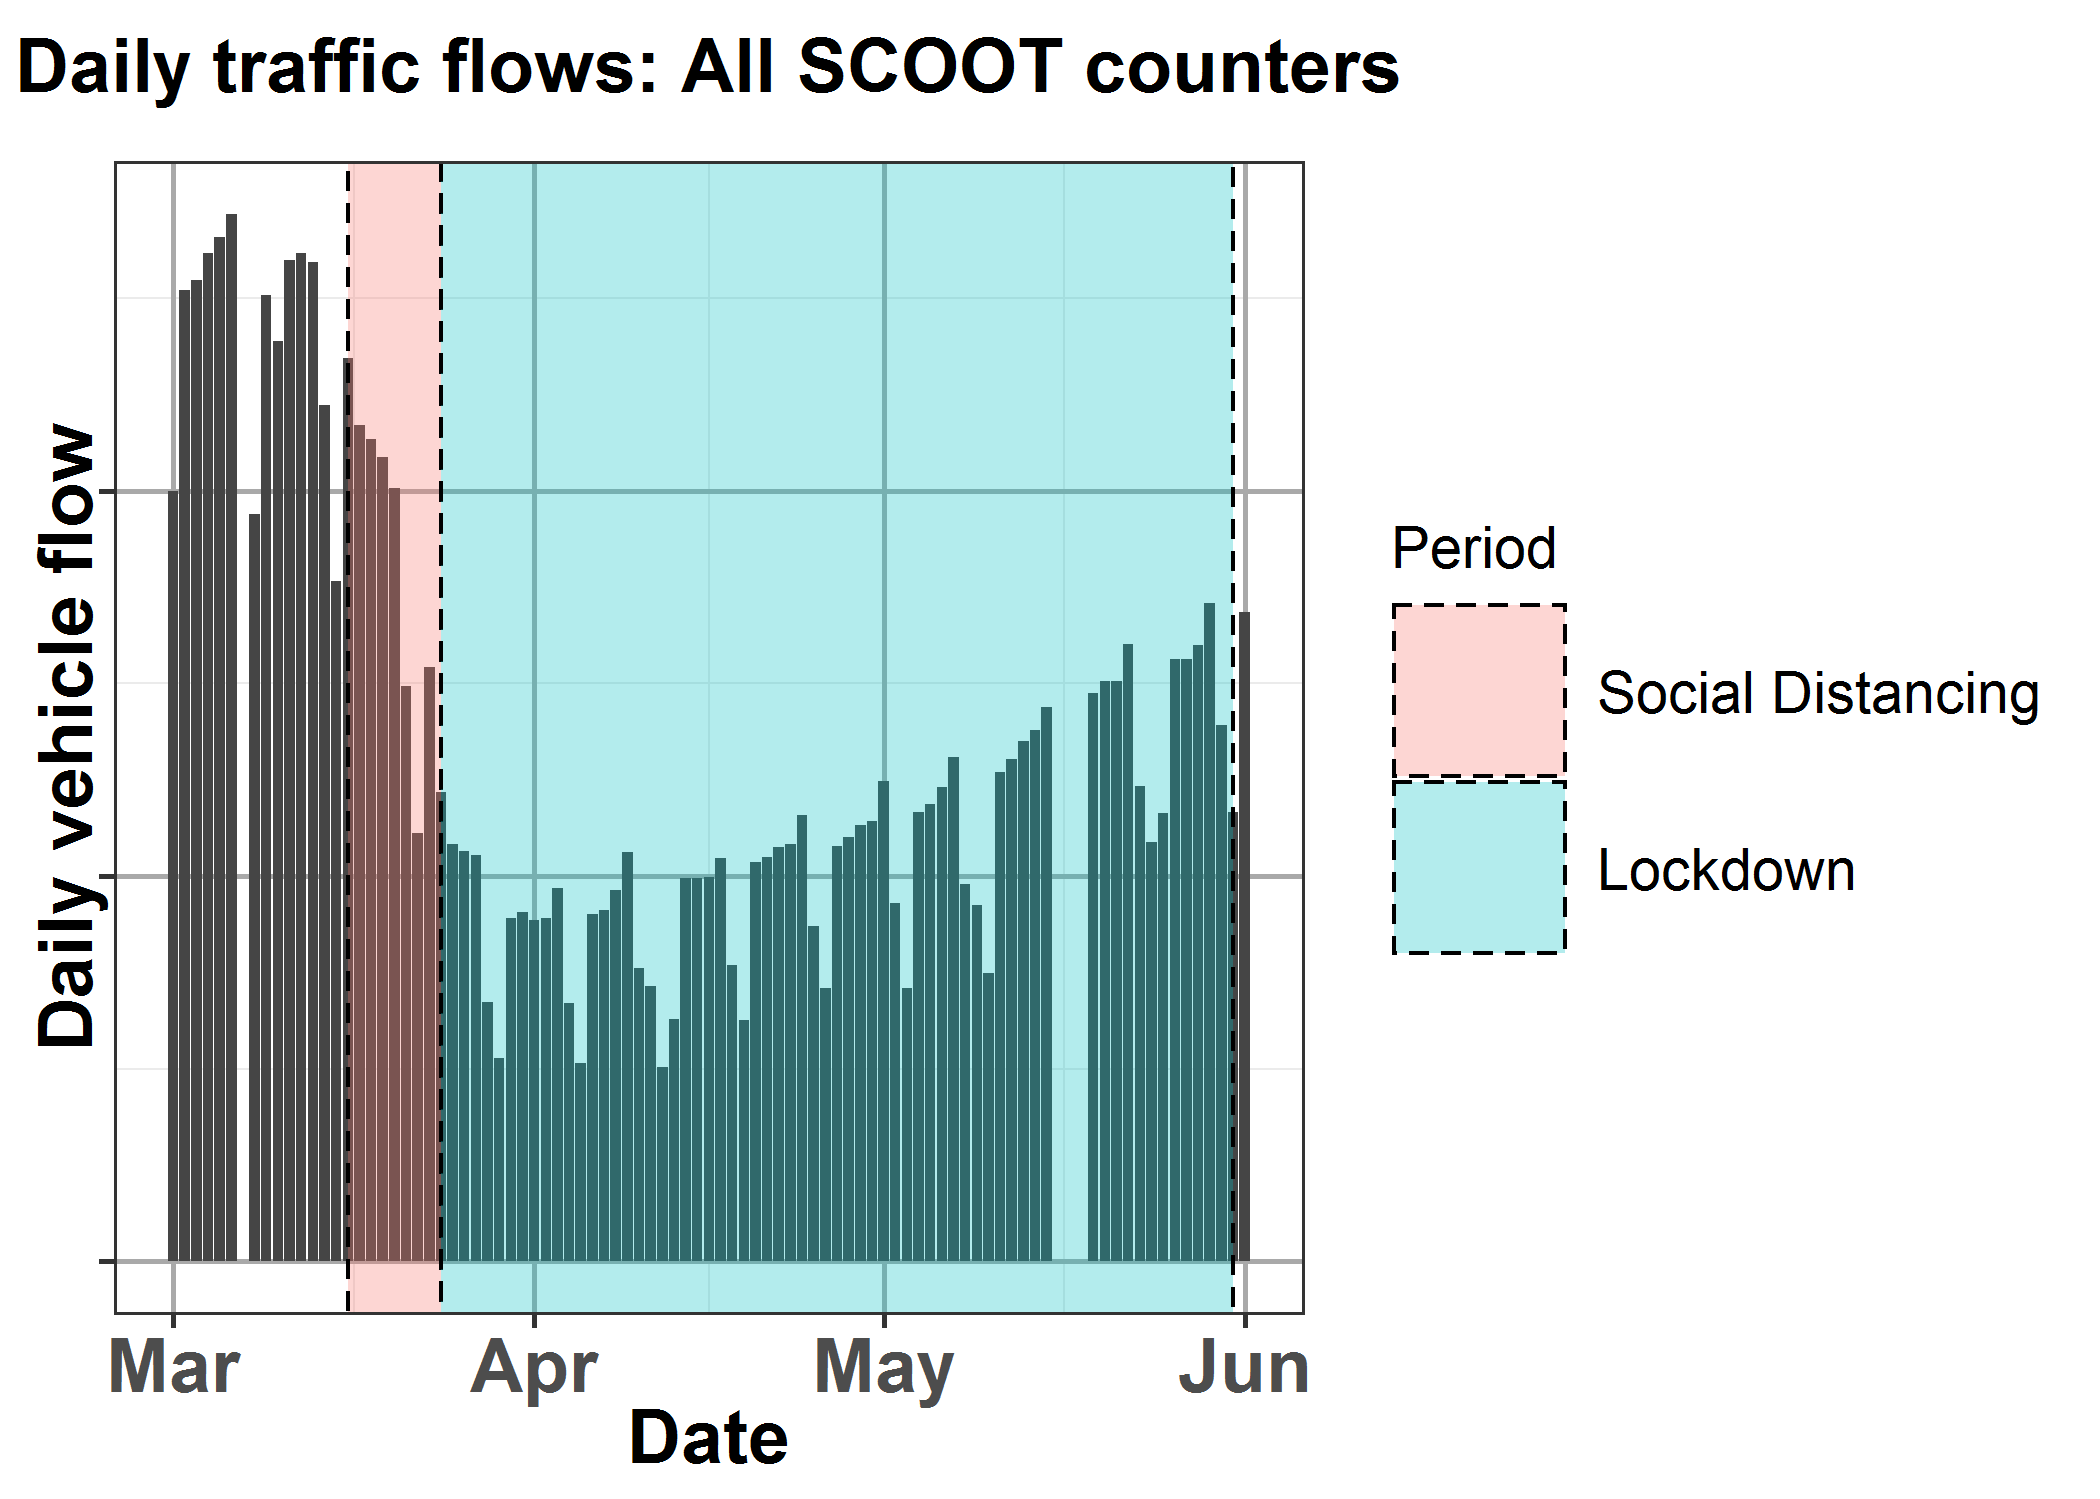 Daily traffic flows: All SCOOT counters
Daily vehicle flow
Mar Apr May Jun
Date
Period
Social Distancing
Lockdown